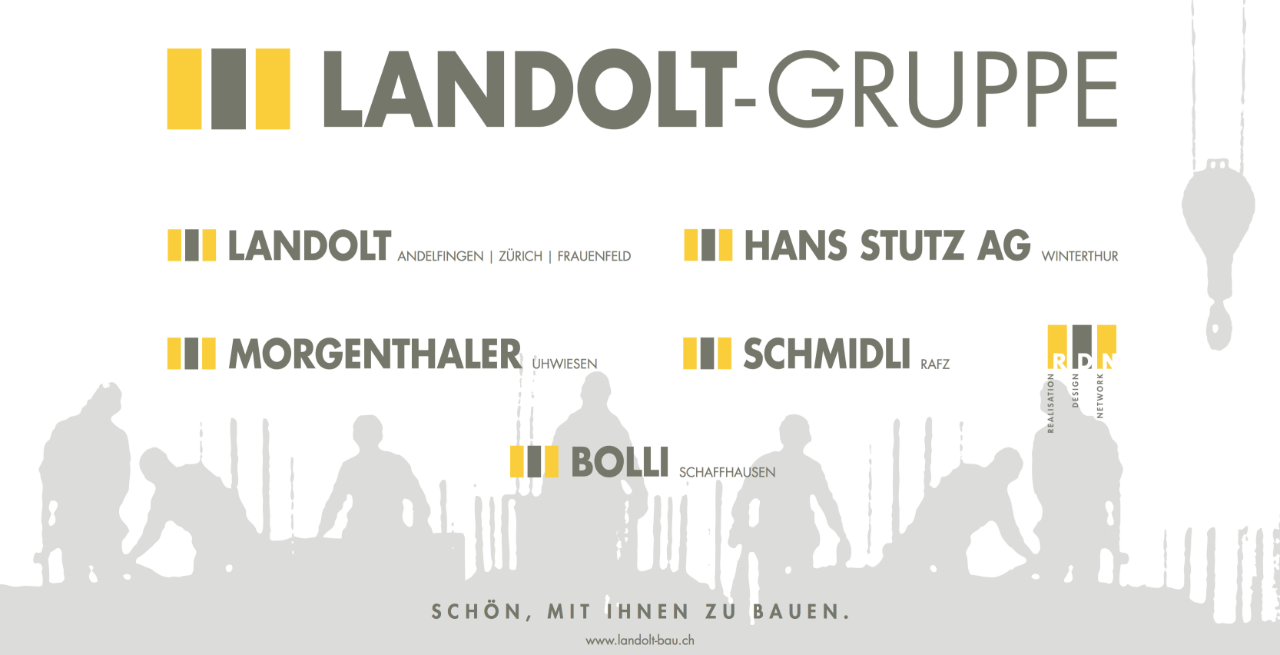 LANDOLT-GRUPPE
LANDOLT ANDELFINGEN | ZÜRICH | FRAUENFELD
HANS STUTZ AG WINTERTHUR
MORGENTHALER UHWIESEN
SCHMIDLI RAFZ
R D N
REALISATION
DESIGN
NETWORK
BOLLI SCHAFFHAUSEN
SCHÖN, MIT IHNEN ZU BAUEN.
www.landolt-bau.ch